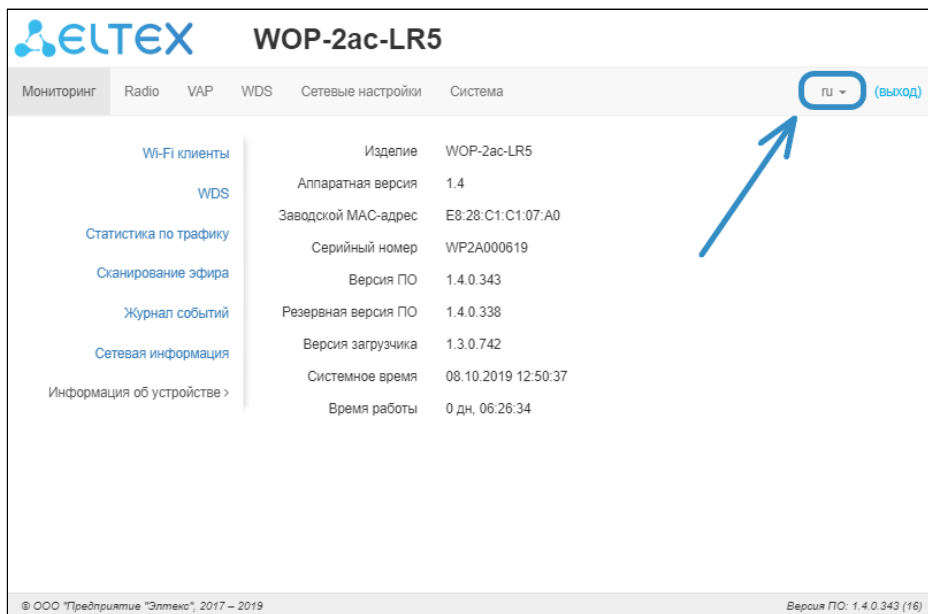 ELTEX WOP-2ac-LR5
Мониторинг Radio VAP WDS Сетевые настройки Система ru (выход)
Wi-Fi клиенты
WDS
Статистика по трафику
Сканирование эфира
Журнал событий
Сетевая информация
Информация об устройстве >
Изделие WOP-2ac-LR5
Аппаратная версия 1.4
Заводской MAC-адрес E8:28:C1:C1:07:A0
Серийный номер WP2A000619
Версия ПО 1.4.0.343
Резервная версия ПО 1.4.0.338
Версия загрузчика 1.3.0.742
Системное время 08.10.2019 12:50:37
Время работы 0 дн, 06:26:34
© ООО "Предприятие "Элтекс", 2017 – 2019 Версия ПО: 1.4.0.343 (16)